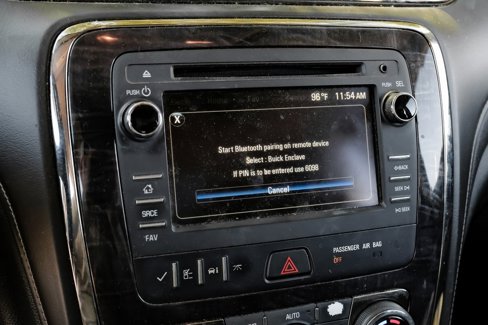 PUSH
96°F 11:54 AM
PUSH SEL
X
Start Bluetooth pairing on remote device
Select : Buick Enclave
If PIN is to be entered use 6098
Cancel
BACK
SEEK
SEEK
SRCE
FAV
PASSENGER AIR BAG
OFF
AUTO